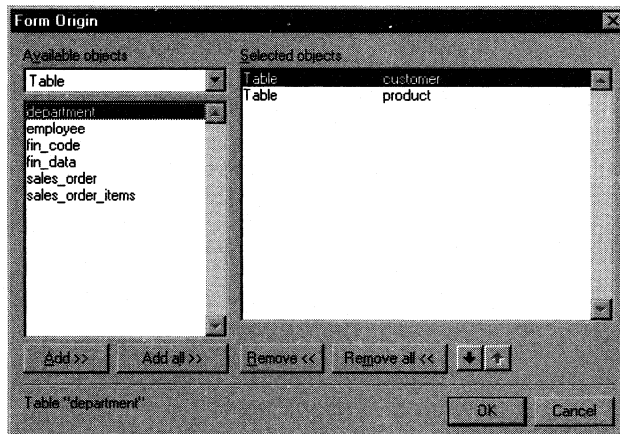 Form Origin
Available objects
Selected objects
Table
Table customer
Table product
department
employee
fin_code
fin_data
sales_order
sales_order_items
Add >>
Add all >>
Remove <<
Remove all <<
Table "department"
OK
Cancel